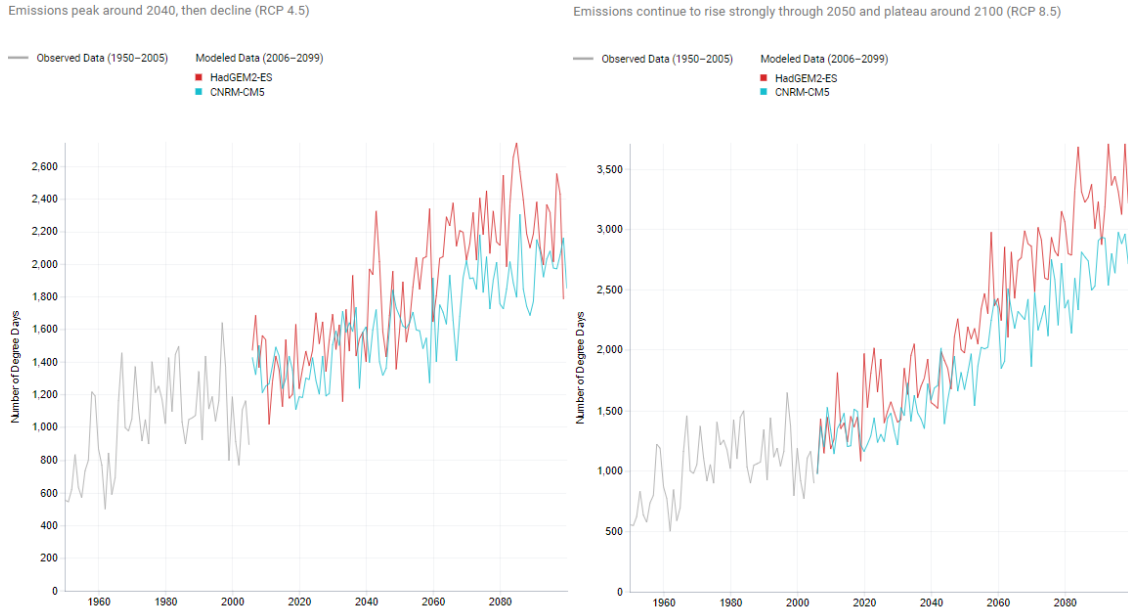 Emissions peak around 2040, then decline (RCP 4.5)
Observed Data (1950–2005)
Modeled Data (2006–2099)
HadGEM2-ES
CNRM-CM5
Number of Degree Days
2,600
2,400
2,200
2,000
1,800
1,600
1,400
1,200
1,000
800
600
400
200
0
1960 1980 2000 2020 2040 2060 2080
Emissions continue to rise strongly through 2050 and plateau around 2100 (RCP 8.5)
Observed Data (1950–2005)
Modeled Data (2006–2099)
HadGEM2-ES
CNRM-CM5
Number of Degree Days
3,500
3,000
2,500
2,000
1,500
1,000
500
0
1960 1980 2000 2020 2040 2060 2080